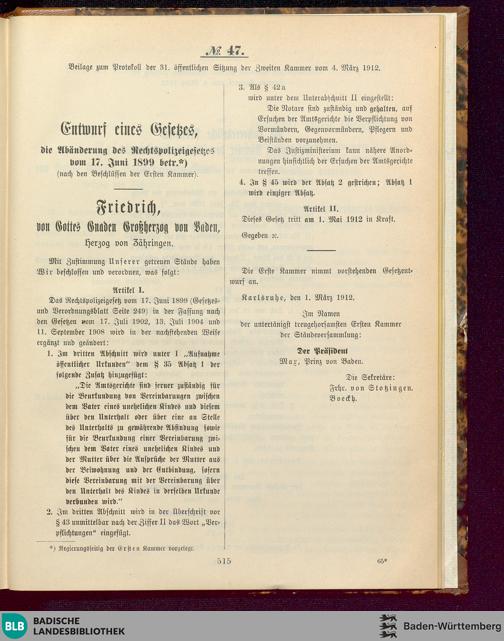 № 47.
Beilage zum Protokoll der 31. öffentlichen Sitzung der Zweiten Kammer vom 4. März 1912.
Entwurf eines Gesetzes,
die Abänderung des Rechtspolizeigesetzes
vom 17. Juni 1899 betr.*)
(nach den Beschlüssen der Ersten Kammer).
Friedrich,
von Gottes Gnaden Großherzog von Baden,
Herzog von Zähringen.
Mit Zustimmung Unserer getreuen Stände haben
Wir beschlossen und verordnen, was folgt:
Artikel I.
Das Rechtspolizeigesetz vom 17. Juni 1899 (Gesetzes-
und Verordnungsblatt Seite 249) in der Fassung nach
den Gesetzen vom 17. Juli 1902, 13. Juli 1904 und
11. September 1908 wird in der nachstehenden Weise
ergänzt und geändert:
1. Im dritten Abschnitt wird unter I „Aufnahme
öffentlicher Urkunden" dem § 35 Absatz 1 der
folgende Zusatz hinzugefügt:
„Die Amtsgerichte sind ferner zuständig für
die Beurkundung von Vereinbarungen zwischen
dem Vater eines unehelichen Kindes und diesem
über den Unterhalt oder über eine an Stelle
des Unterhalts zu gewährende Abfindung sowie
für die Beurkundung einer Vereinbarung zwi-
schen dem Vater eines unehelichen Kindes und
der Mutter über die Ansprüche der Mutter aus
der Beiwohnung und der Entbindung, sofern
diese Vereinbarung mit der Vereinbarung über
den Unterhalt des Kindes in derselben Urkunde
verbunden wird."
2. Im dritten Abschnitt wird in der Überschrift vor
§ 43 unmittelbar nach der Ziffer II das Wort „Ver-
pflichtungen" eingefügt.
*) Regierungsseitig der Ersten Kammer vorgelegt.
3. Als § 42a
wird unter dem Unterabschnitt II eingestellt:
Die Notare sind zuständig und gehalten, auf
Ersuchen der Amtsgerichte die Verpflichtung von
Vormündern, Gegenvormündern, Pflegern und
Beiständen vorzunehmen.
Das Justizministerium kann nähere Anord-
nungen hinsichtlich der Ersuchen der Amtsgerichte
treffen.
4. In § 45 wird der Absatz 2 gestrichen; Absatz 1
wird einziger Absatz.
Artikel II.
Dieses Gesetz tritt am 1. Mai 1912 in Kraft.
Gegeben ꝛc.
Die Erste Kammer nimmt vorstehenden Gesetzent-
wurf an.
Karlsruhe, den 1. März 1912.
Im Namen
der untertänigst treugehorsamsten Ersten Kammer
der Ständeversammlung:
Der Präsident
Max, Prinz von Baden.
Die Sekretäre:
Frhr. von Stotzingen.
Boeckh.
515
65*
BLB BADISCHE
LANDESBIBLIOTHEK
Baden-Württemberg